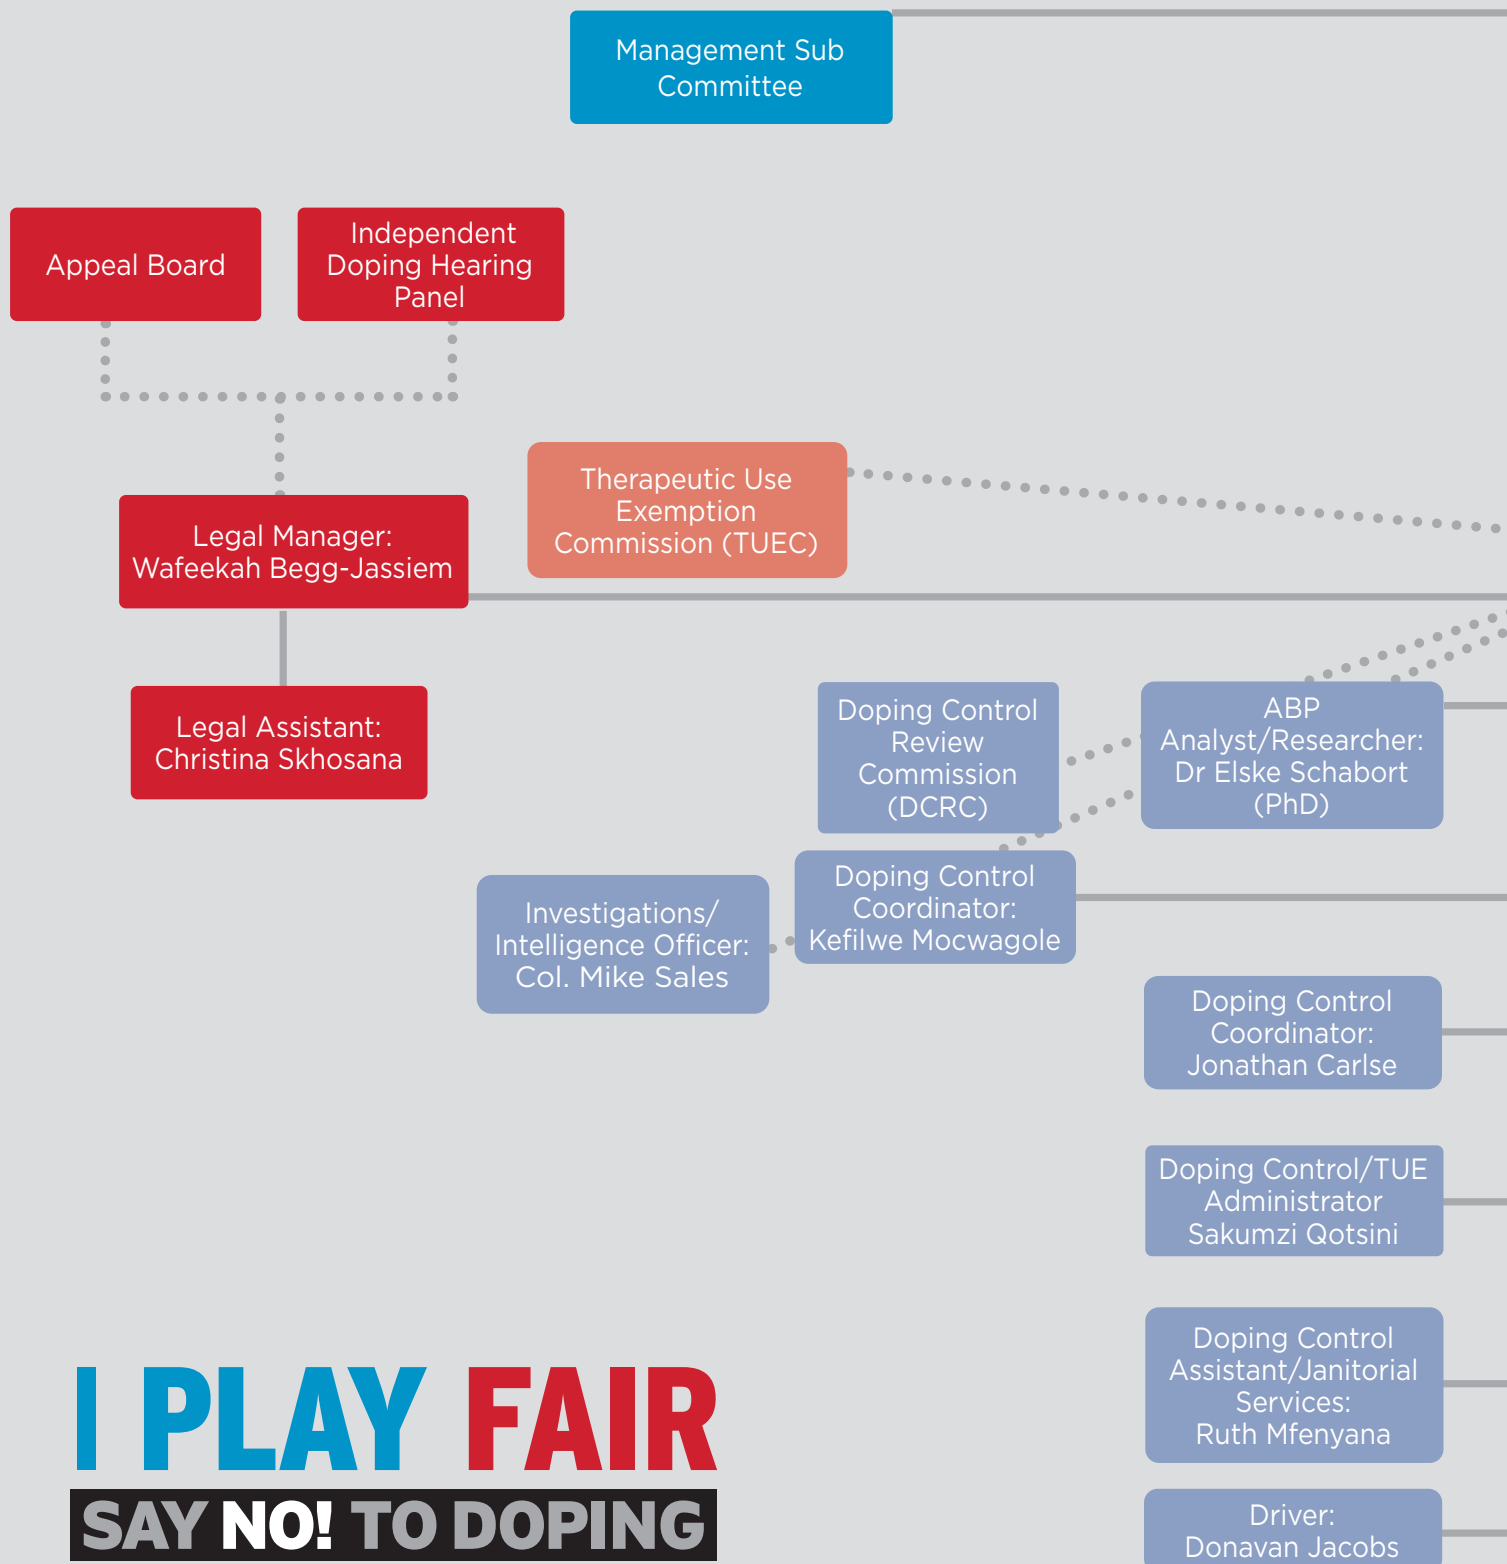 Management Sub
Committee
Appeal Board
Independent
Doping Hearing
Panel
Therapeutic Use
Exemption
Commission (TUEC)
Legal Manager:
Wafeekah Begg-Jassiem
Legal Assistant:
Christina Skhosana
Doping Control
Review
Commission
(DCRC)
ABP
Analyst/Researcher:
Dr Elske Schabort
(PhD)
Investigations/
Intelligence Officer:
Col. Mike Sales
Doping Control
Coordinator:
Kefilwe Mocwagole
Doping Control
Coordinator:
Jonathan Carlse
Doping Control/TUE
Administrator
Sakumzi Qotsini
Doping Control
Assistant/Janitorial
Services:
Ruth Mfenyana
Driver:
Donavan Jacobs
I PLAY FAIR
SAY NO! TO DOPING